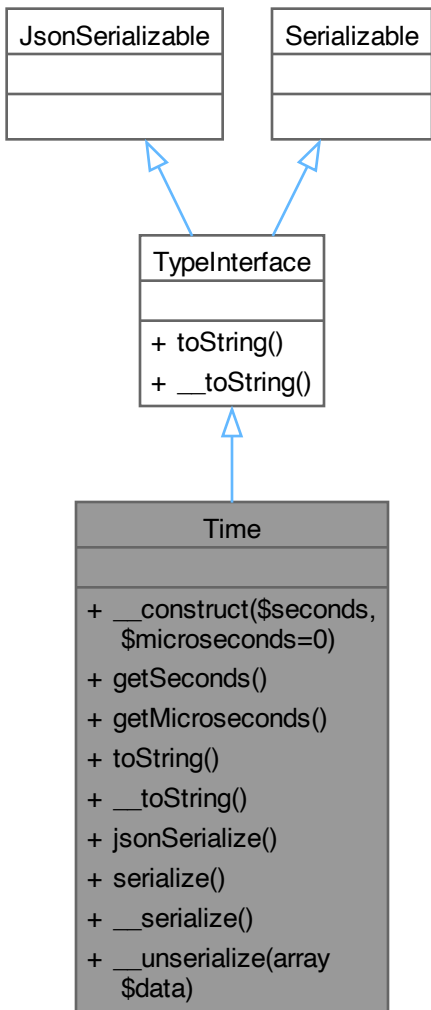 JsonSerializable
Serializable
TypeInterface
+ toString()
+ __toString()
Time
+ __construct($seconds,
$microseconds=0)
+ getSeconds()
+ getMicroseconds()
+ toString()
+ __toString()
+ jsonSerialize()
+ serialize()
+ __serialize()
+ __unserialize(array
$data)